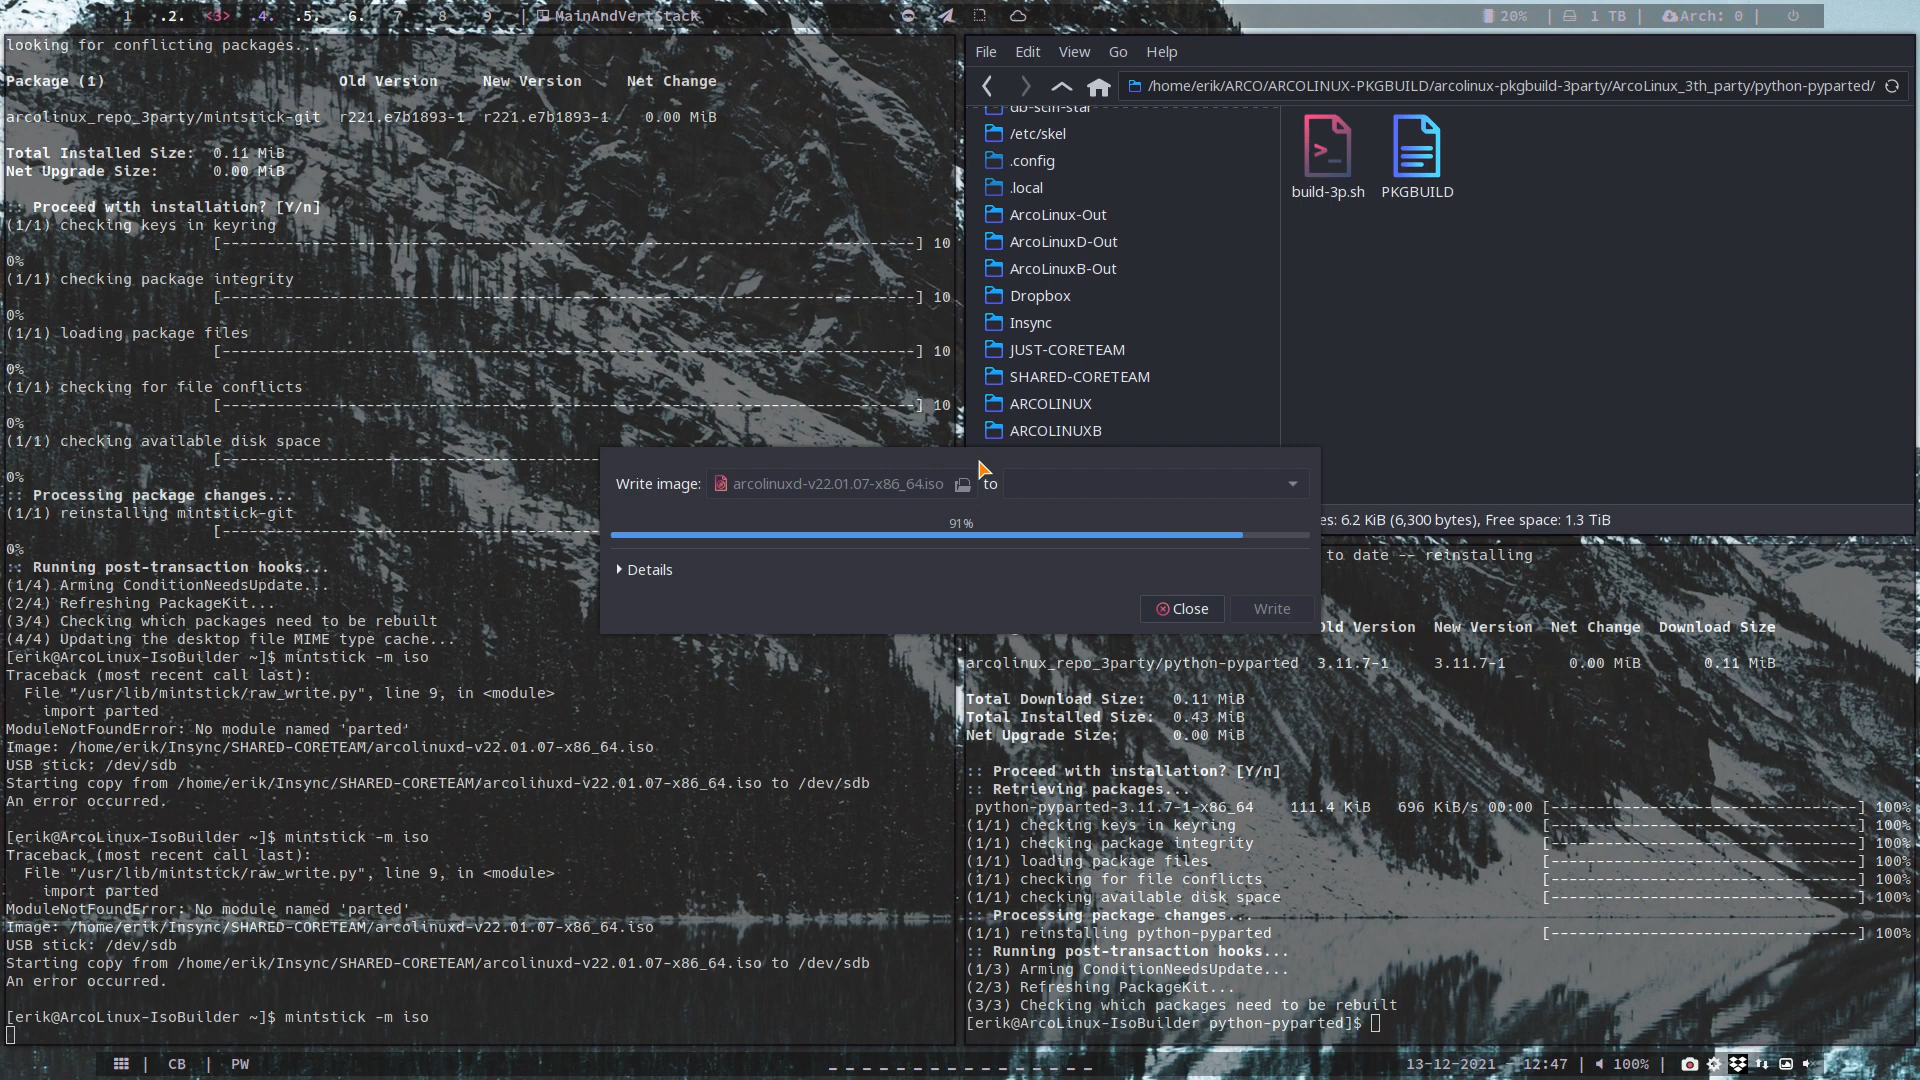 1 .2. <3> .4. .5. .6. 7 8 9 | MainAndVertStack
20% | 1 TB | Arch: 0 |
looking for conflicting packages...
Package (1) Old Version New Version Net Change
arcolinux_repo_3party/mintstick-git r221.e7b1893-1 r221.e7b1893-1 0.00 MiB
Total Installed Size: 0.11 MiB
Net Upgrade Size: 0.00 MiB
:: Proceed with installation? [Y/n]
(1/1) checking keys in keyring
[------------------------------------------------------------------------------] 10
0%
(1/1) checking package integrity
[------------------------------------------------------------------------------] 10
0%
(1/1) loading package files
[------------------------------------------------------------------------------] 10
0%
(1/1) checking for file conflicts
[------------------------------------------------------------------------------] 10
0%
(1/1) checking available disk space
[------------------------------------------
0%
:: Processing package changes...
(1/1) reinstalling mintstick-git
[------------------------------------------
0%
:: Running post-transaction hooks...
(1/4) Arming ConditionNeedsUpdate...
(2/4) Refreshing PackageKit...
(3/4) Checking which packages need to be rebuilt
(4/4) Updating the desktop file MIME type cache...
[erik@ArcoLinux-IsoBuilder ~]$ mintstick -m iso
Traceback (most recent call last):
File "/usr/lib/mintstick/raw_write.py", line 9, in <module>
import parted
ModuleNotFoundError: No module named 'parted'
Image: /home/erik/Insync/SHARED-CORETEAM/arcolinuxd-v22.01.07-x86_64.iso
USB stick: /dev/sdb
Starting copy from /home/erik/Insync/SHARED-CORETEAM/arcolinuxd-v22.01.07-x86_64.iso to /dev/sdb
An error occurred.
[erik@ArcoLinux-IsoBuilder ~]$ mintstick -m iso
Traceback (most recent call last):
File "/usr/lib/mintstick/raw_write.py", line 9, in <module>
import parted
ModuleNotFoundError: No module named 'parted'
Image: /home/erik/Insync/SHARED-CORETEAM/arcolinuxd-v22.01.07-x86_64.iso
USB stick: /dev/sdb
Starting copy from /home/erik/Insync/SHARED-CORETEAM/arcolinuxd-v22.01.07-x86_64.iso to /dev/sdb
An error occurred.
[erik@ArcoLinux-IsoBuilder ~]$ mintstick -m iso
File Edit View Go Help
/home/erik/ARCO/ARCOLINUX-PKGBUILD/arcolinux-pkgbuild-3party/ArcoLinux_3th_party/python-pyparted/
/etc/skel
.config
.local
ArcoLinux-Out
ArcoLinuxD-Out
ArcoLinuxB-Out
Dropbox
Insync
JUST-CORETEAM
SHARED-CORETEAM
ARCOLINUX
ARCOLINUXB
build-3p.sh PKGBUILD
es: 6.2 KiB (6,300 bytes), Free space: 1.3 TiB
Write image: arcolinuxd-v22.01.07-x86_64.iso to
91%
Details
Close Write
to date -- reinstalling
Old Version New Version Net Change Download Size
arcolinux_repo_3party/python-pyparted 3.11.7-1 3.11.7-1 0.00 MiB 0.11 MiB
Total Download Size: 0.11 MiB
Total Installed Size: 0.43 MiB
Net Upgrade Size: 0.00 MiB
:: Proceed with installation? [Y/n]
:: Retrieving packages...
python-pyparted-3.11.7-1-x86_64 111.4 KiB 696 KiB/s 00:00 [----------------------------------] 100%
(1/1) checking keys in keyring [----------------------------------] 100%
(1/1) checking package integrity [----------------------------------] 100%
(1/1) loading package files [----------------------------------] 100%
(1/1) checking for file conflicts [----------------------------------] 100%
(1/1) checking available disk space [----------------------------------] 100%
:: Processing package changes...
(1/1) reinstalling python-pyparted [----------------------------------] 100%
:: Running post-transaction hooks...
(1/3) Arming ConditionNeedsUpdate...
(2/3) Refreshing PackageKit...
(3/3) Checking which packages need to be rebuilt
[erik@ArcoLinux-IsoBuilder python-pyparted]$
| CB | PW
13-12-2021 - 12:47 | 100% |